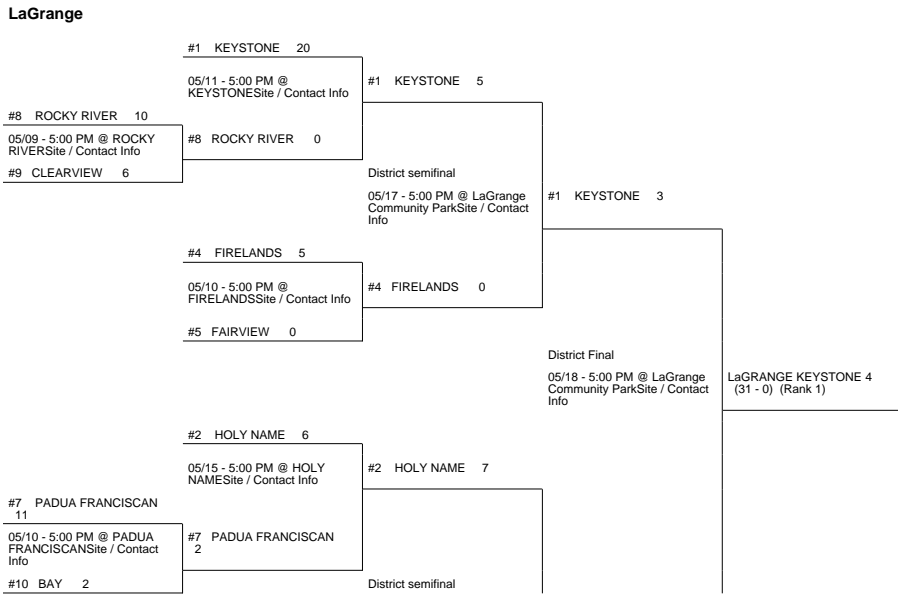 LaGrange
#1 KEYSTONE 20
05/11 - 5:00 PM @
KEYSTONESite / Contact Info
#1 KEYSTONE 5
#8 ROCKY RIVER 10
05/09 - 5:00 PM @ ROCKY
RIVERSite / Contact Info
#8 ROCKY RIVER 0
#9 CLEARVIEW 6
District semifinal
05/17 - 5:00 PM @ LaGrange
Community ParkSite / Contact
Info
#1 KEYSTONE 3
#4 FIRELANDS 5
05/10 - 5:00 PM @
FIRELANDSSite / Contact Info
#4 FIRELANDS 0
#5 FAIRVIEW 0
District Final
05/18 - 5:00 PM @ LaGrange
Community ParkSite / Contact
Info
LaGRANGE KEYSTONE 4
(31 - 0) (Rank 1)
#2 HOLY NAME 6
05/15 - 5:00 PM @ HOLY
NAMESite / Contact Info
#2 HOLY NAME 7
#7 PADUA FRANCISCAN
11
05/10 - 5:00 PM @ PADUA
FRANCISCANSite / Contact
Info
#7 PADUA FRANCISCAN
2
#10 BAY 2
District semifinal